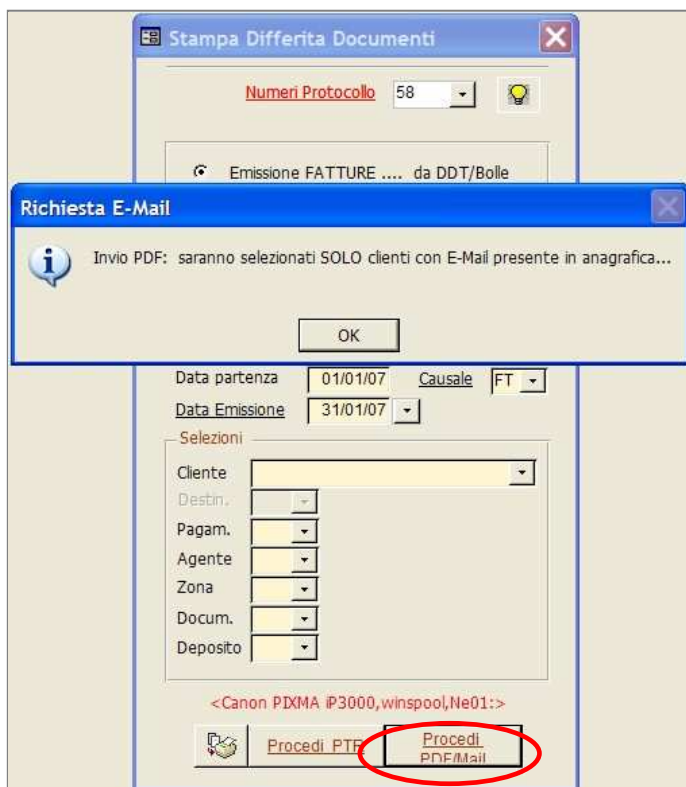 Stampa Differita Documenti
Numeri Protocollo 58
Emissione FATTURE .... da DDT/Bolle
Richiesta E-Mail
Invio PDF: saranno selezionati SOLO clienti con E-Mail presente in anagrafica...
OK
Data partenza 01/01/07 Causale FT
Data Emissione 31/01/07
Selezioni
Cliente
Destin.
Pagam.
Agente
Zona
Docum.
Deposito
<Canon PIXMA iP3000,winspool,Ne01:>
Procedi PTR Procedi
PDF/Mail